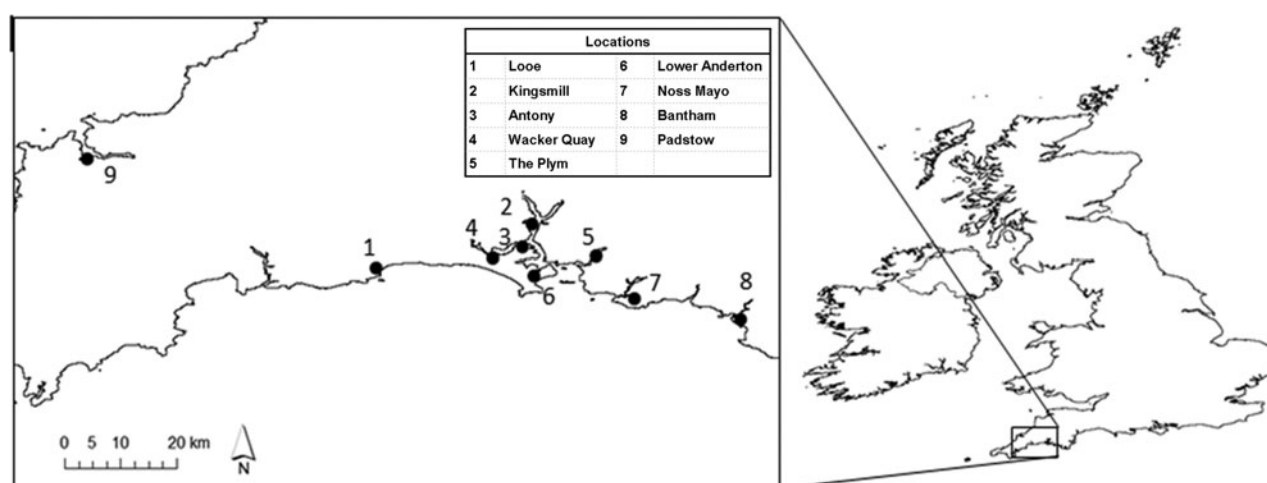 Locations
1 Looe 6 Lower Anderton
2 Kingsmill 7 Noss Mayo
3 Antony 8 Bantham
4 Wacker Quay 9 Padstow
5 The Plym
9
2
4
3
5
1
6
7
8
0 5 10 20 km
N